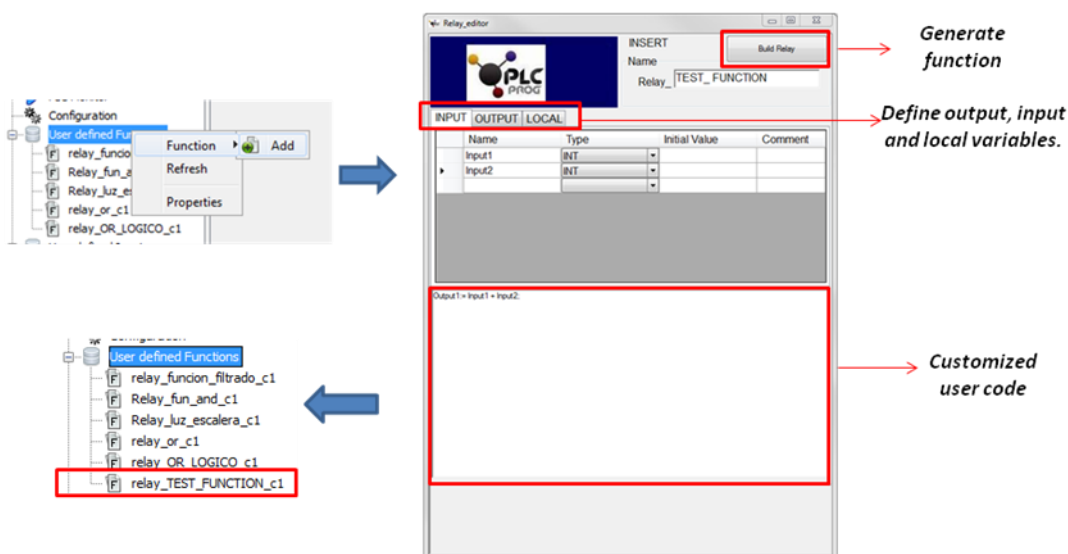 Configuration
User defined Fun
relay_funcio
Relay_fun_a
Relay_luz_es
relay_or_c1
relay_OR_LOGICO_c1
Function
Add
Refresh
Properties
Relay_editor
PLC
PROG
INSERT
Name
Relay_ TEST_ FUNCTION
Build Relay
INPUT OUTPUT LOCAL
Name Type Initial Value Comment
Input1 INT
Input2 INT
Output1:= Input1 + Input2;
Generate
function
Define output, input
and local variables.
Customized
user code
User defined Functions
relay_funcion_filtrado_c1
Relay_fun_and_c1
Relay_luz_escalera_c1
relay_or_c1
relay_OR_LOGICO_c1
relay_TEST_FUNCTION_c1